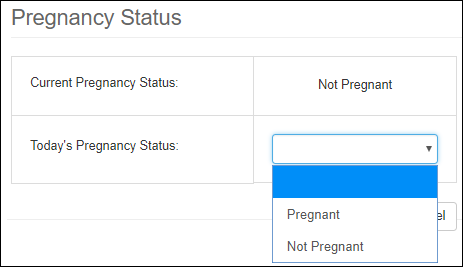 Pregnancy Status
Current Pregnancy Status:
Not Pregnant
Today's Pregnancy Status:
Pregnant
Not Pregnant